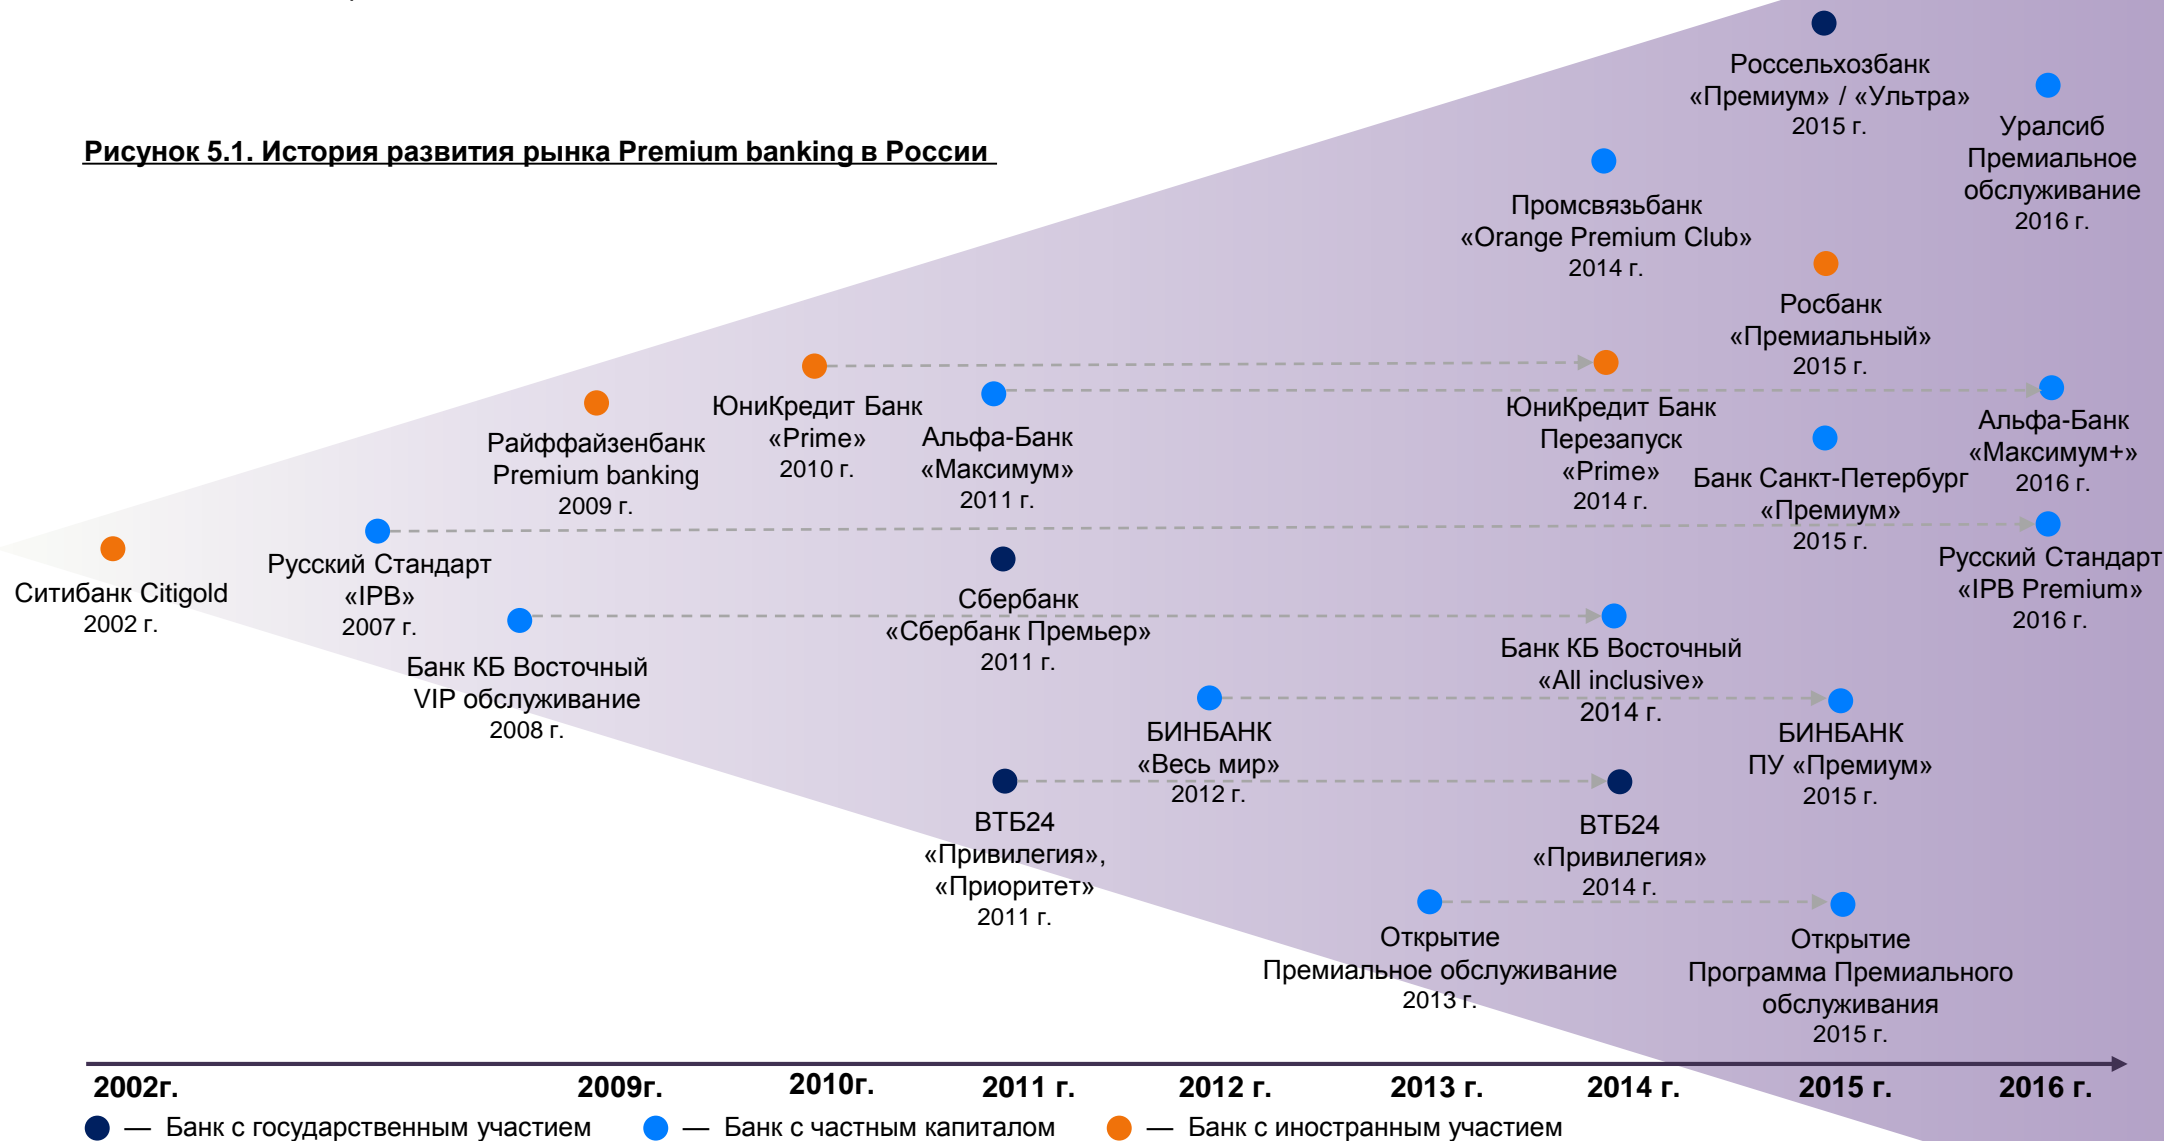 Россельхозбанк
«Премиум» / «Ультра»
2015 г.
Уралсиб
Премиальное
обслуживание
2016 г.
Рисунок 5.1. История развития рынка Premium banking в России
Промсвязьбанк
«Orange Premium Club»
2014 г.
Росбанк
«Премиальный»
2015 г.
Райффайзенбанк
Premium banking
2009 г.
ЮниКредит Банк
«Prime»
2010 г.
Альфа-Банк
«Максимум»
2011 г.
ЮниКредит Банк
Перезапуск
«Prime»
2014 г.
Банк Санкт-Петербург
«Премиум»
2015 г.
Альфа-Банк
«Максимум+»
2016 г.
Ситибанк Citigold
2002 г.
Русский Стандарт
«IPB»
2007 г.
Сбербанк
«Сбербанк Премьер»
2011 г.
Русский Стандарт
«IPB Premium»
2016 г.
Банк КБ Восточный
VIP обслуживание
2008 г.
Банк КБ Восточный
«All inclusive»
2014 г.
БИНБАНК
«Весь мир»
2012 г.
БИНБАНК
ПУ «Премиум»
2015 г.
ВТБ24
«Привилегия»,
«Приоритет»
2011 г.
ВТБ24
«Привилегия»
2014 г.
Открытие
Премиальное обслуживание
2013 г.
Открытие
Программа Премиального
обслуживания
2015 г.
2002г. 2009г. 2010г. 2011 г. 2012 г. 2013 г. 2014 г. 2015 г. 2016 г.
— Банк с государственным участием — Банк с частным капиталом — Банк с иностранным участием